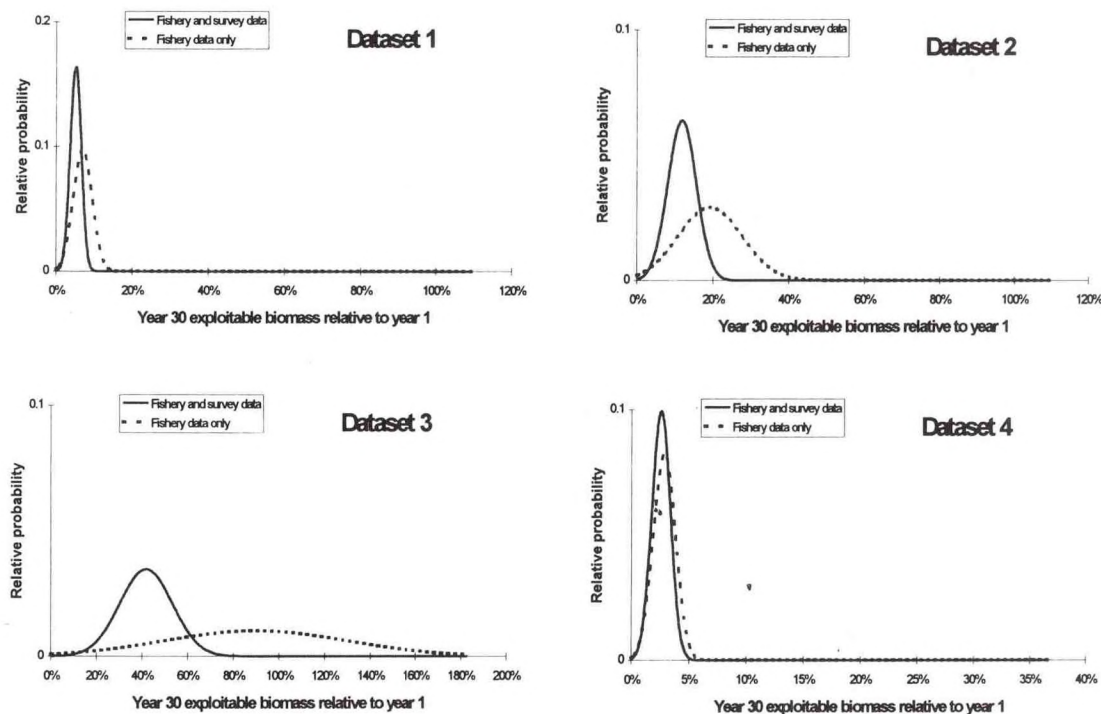 Fishery and survey data
Fishery data only
Dataset 1
Relative probability
0.2
0.1
0
0% 20% 40% 60% 80% 100% 120%
Year 30 exploitable biomass relative to year 1
Fishery and survey data
Fishery data only
Dataset 2
Relative probability
0.1
0
0% 20% 40% 60% 80% 100% 120%
Year 30 exploitable biomass relative to year 1
Fishery and survey data
Fishery data only
Dataset 3
Relative probability
0.1
0
0% 20% 40% 60% 80% 100% 120% 140% 160% 180% 200%
Year 30 exploitable biomass relative to year 1
Fishery and survey data
Fishery data only
Dataset 4
Relative probability
0.1
0
0% 5% 10% 15% 20% 25% 30% 35% 40%
Year 30 exploitable biomass relative to year 1